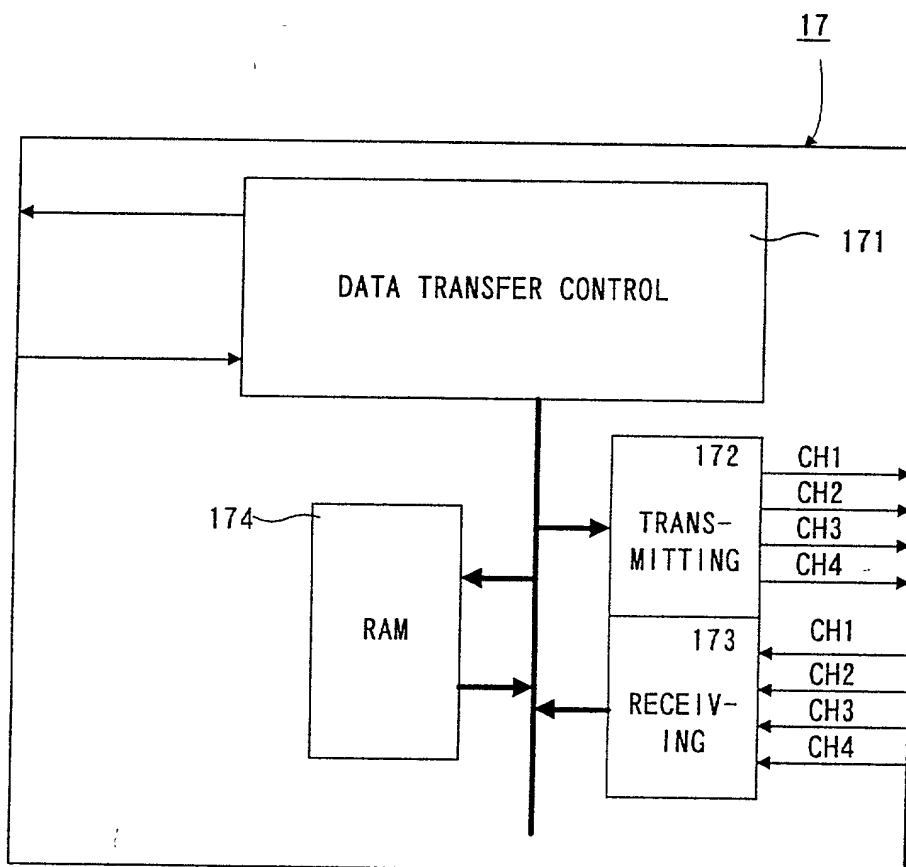 17
171
DATA TRANSFER CONTROL
172
TRANS-
MITTING
CH1
CH2
CH3
CH4
174
RAM
173
RECEIV-
ING
CH1
CH2
CH3
CH4